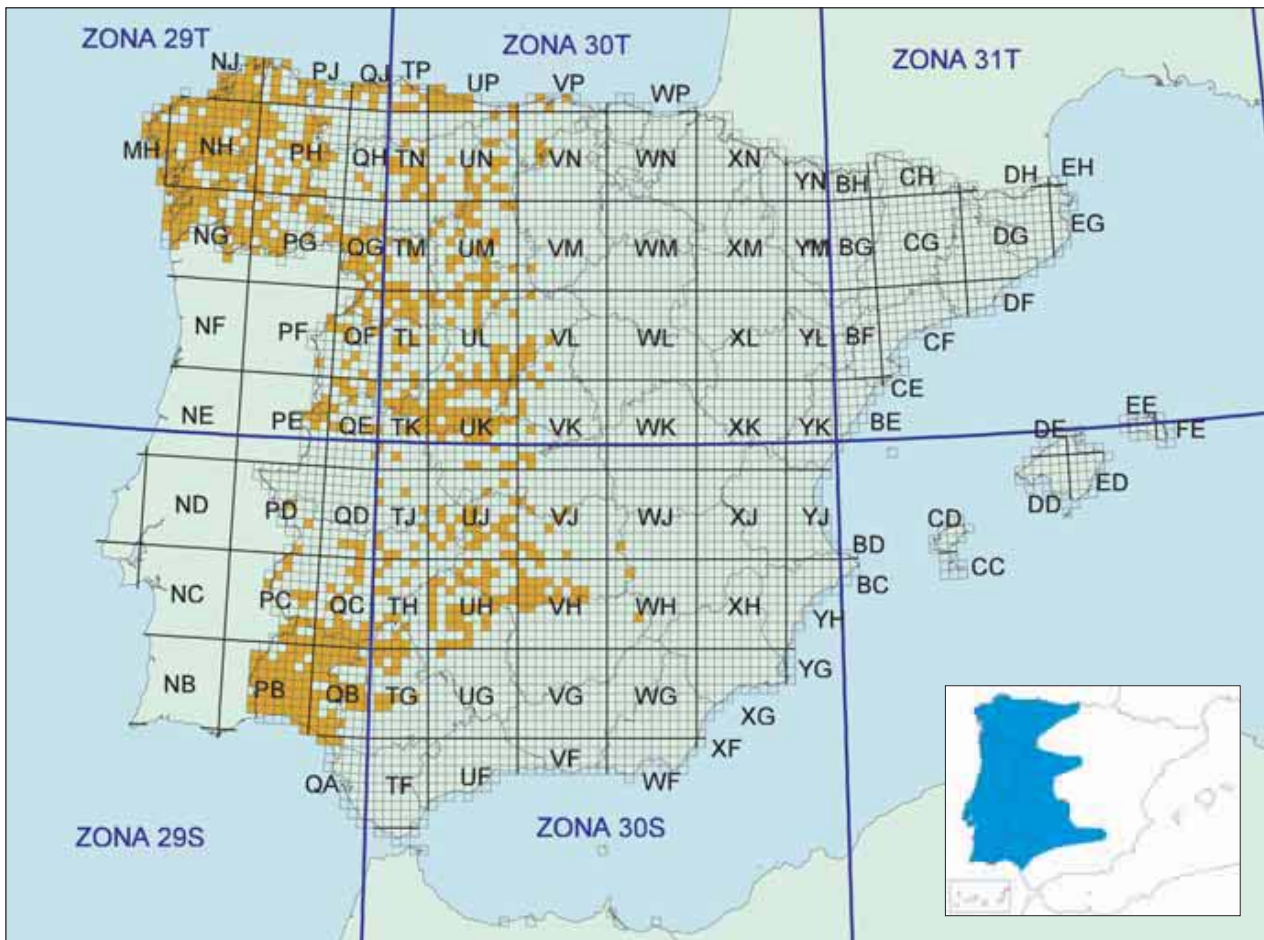 ZONA 29T
ZONA 30T
ZONA 31T
NJ PJ QJ TP UP VP WP
MH NH PH QH TN UN VN WN XN YN BH CH DH EH
NG PG QG TM UM VM WM XM YM BG CG DG EG
NF PF QF TL UL VL WL XL YL BF CF DF
NE PE QE TK UK VK WK XK YK BE CE DE EE FE
ND PD QD TJ UJ VJ WJ XJ YJ BD CD DD ED
NC PC QC TH UH VH WH XH YH BC CC
NB PB QB TG UG VG WG XG YG
QA TF UF VF WF XF
ZONA 29S
ZONA 30S